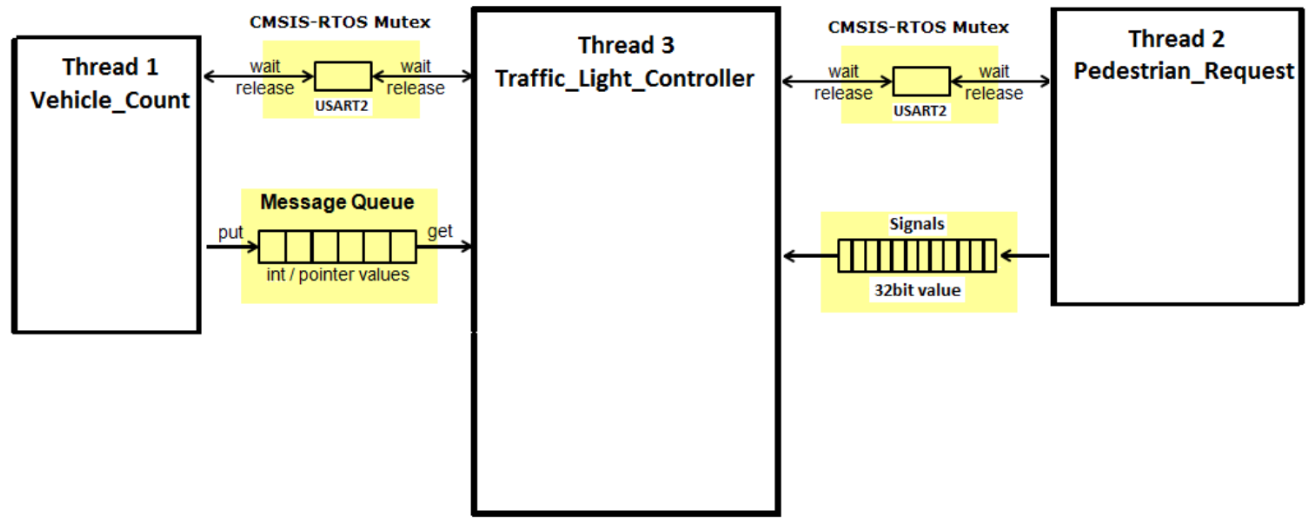 Thread 1
Vehicle_Count
CMSIS-RTOS Mutex
wait
release
wait
release
USART2
Message Queue
put
get
int / pointer values
Thread 3
Traffic_Light_Controller
CMSIS-RTOS Mutex
wait
release
wait
release
USART2
Signals
32bit value
Thread 2
Pedestrian_Request